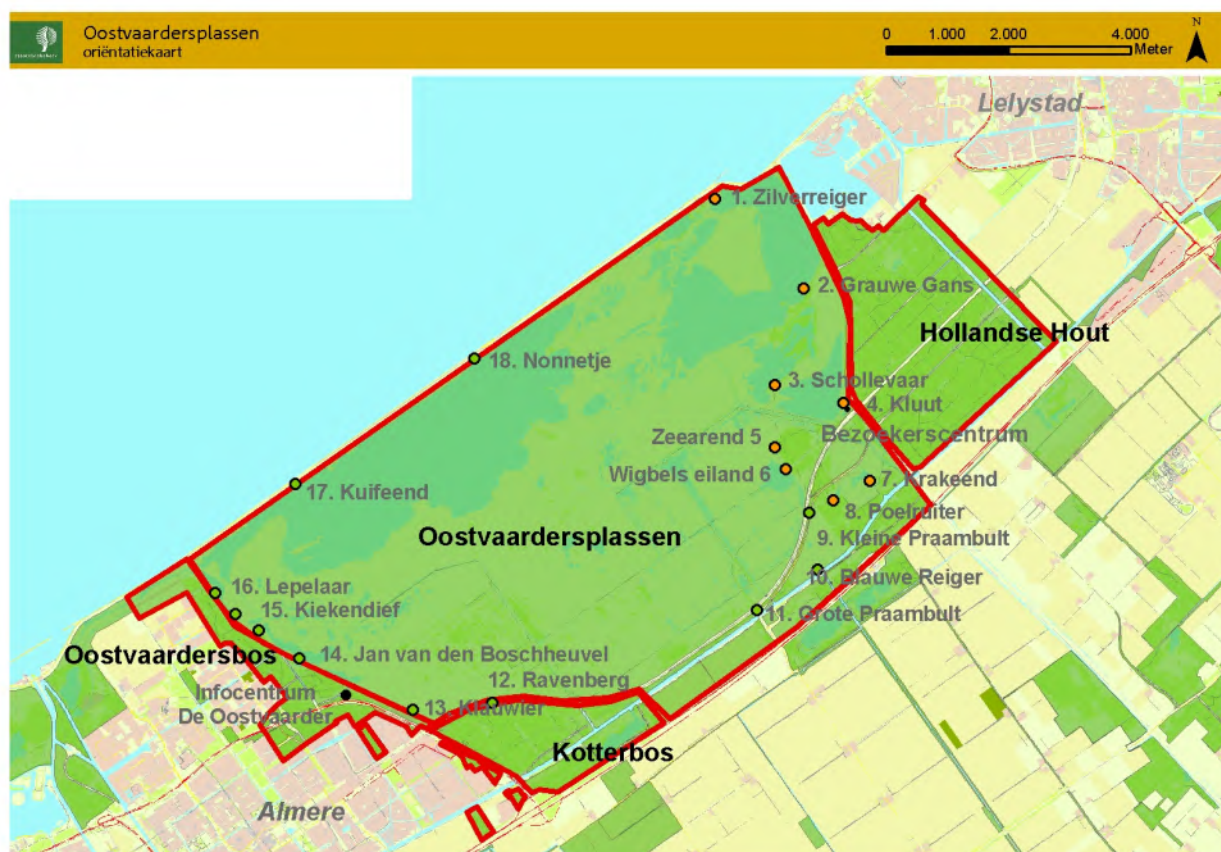 Oostvaardersplassen
oriëntatiekaart
0 1.000 2.000 4.000
Meter
N
Lelystad
1. Zilverreiger
2. Grauwe Gans
Hollandse Hout
18. Nonnetje
3. Schollevaar
4. Kluut
Zeearend 5
Bezoekerscentrum
Wigbels eiland 6
17. Kuifeend
7. Krakeend
8. Poelruiter
Oostvaardersplassen
9. Kleine Praambult
10. Blauwe Reiger
16. Lepelaar
15. Kiekendief
11. Grote Praambult
Oostvaardersbos
14. Jan van den Boschheuvel
12. Ravenberg
Infocentrum
De Oostvaarder
13. Klauwier
Kotterbos
Almere